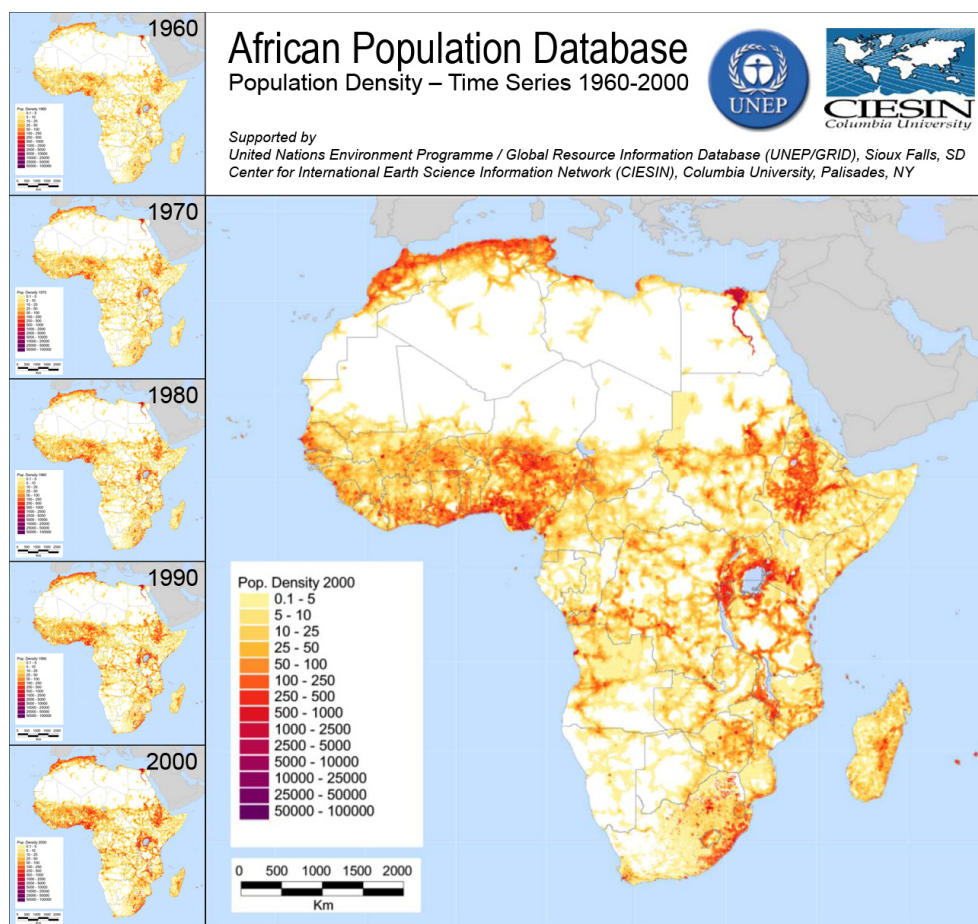 African Population Database
Population Density – Time Series 1960-2000
Supported by
United Nations Environment Programme / Global Resource Information Database (UNEP/GRID), Sioux Falls, SD
Center for International Earth Science Information Network (CIESIN), Columbia University, Palisades, NY
UNEP
CIESIN
Columbia University
1960
1970
1980
1990
2000
Pop. Density 2000
0.1 - 5
5 - 10
10 - 25
25 - 50
50 - 100
100 - 250
250 - 500
500 - 1000
1000 - 2500
2500 - 5000
5000 - 10000
10000 - 25000
25000 - 50000
50000 - 100000
0 500 1000 1500 2000
Km